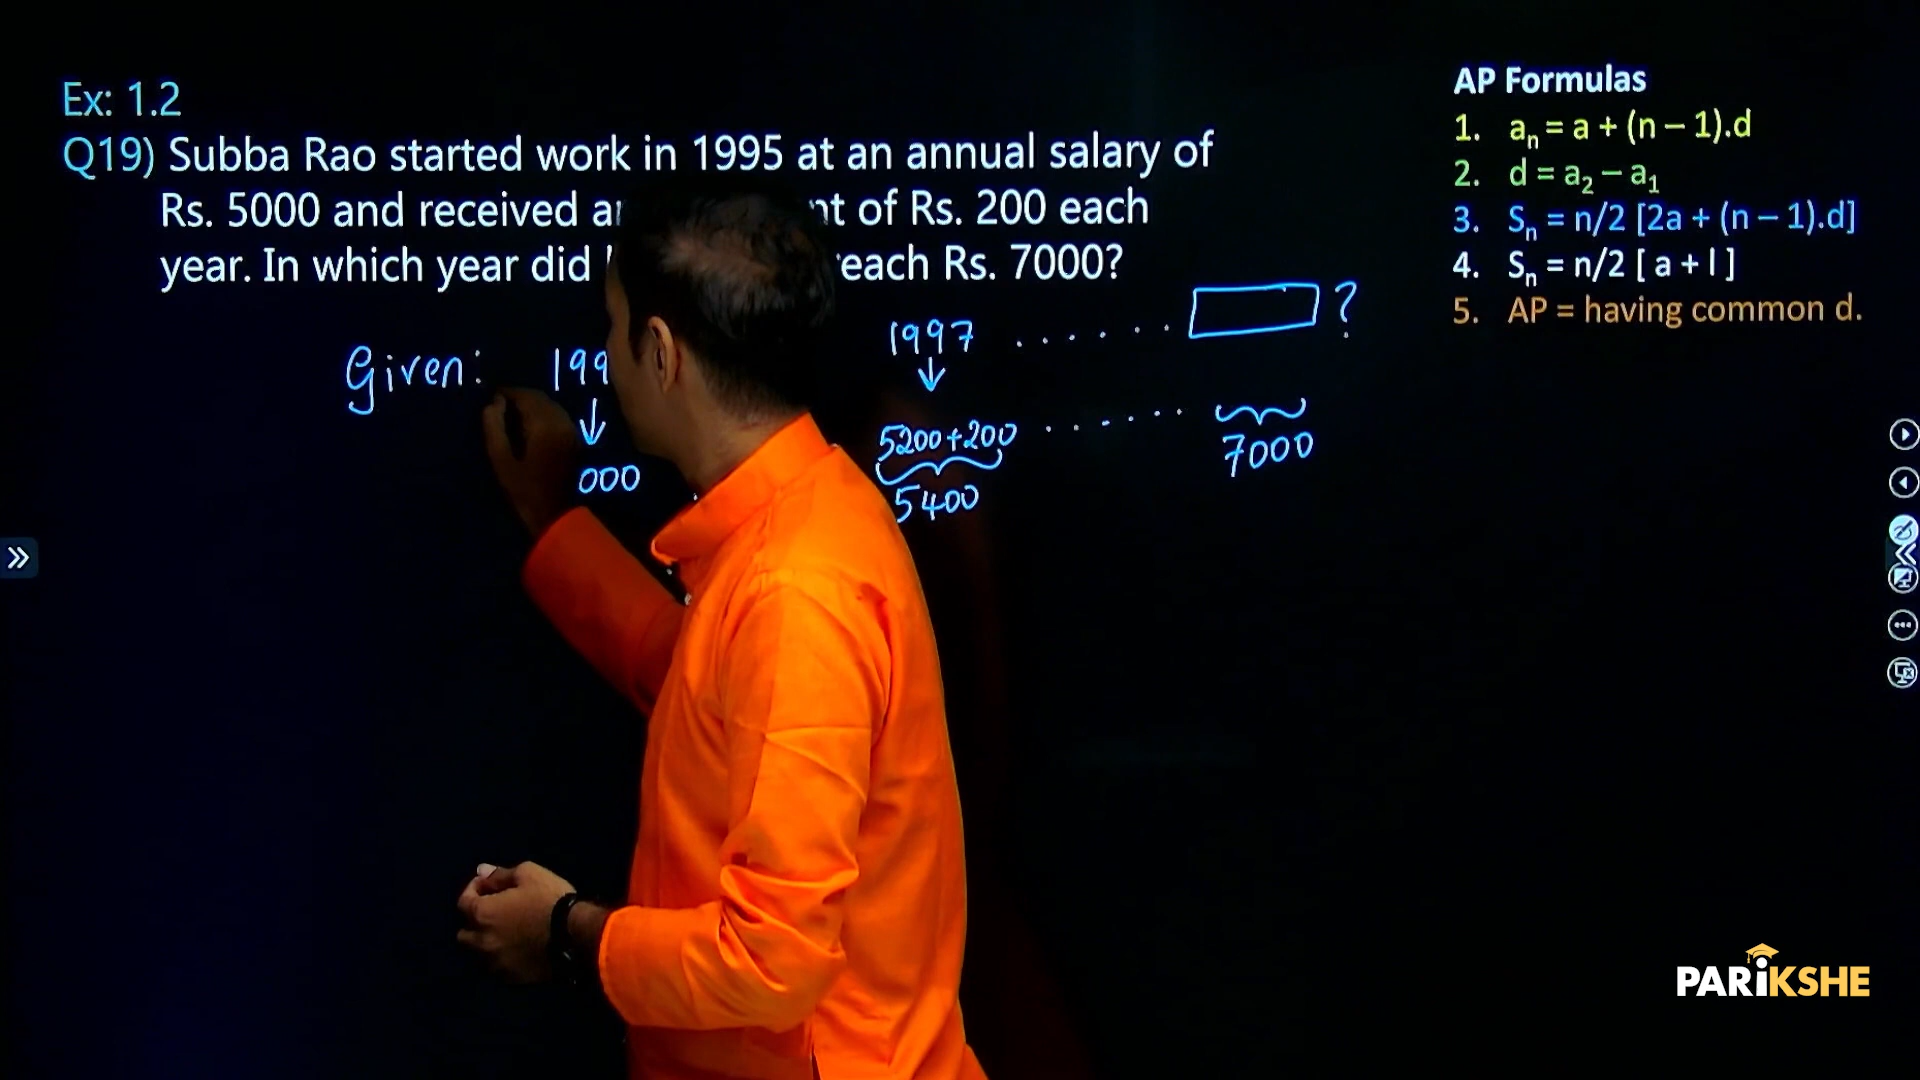 Ex: 1.2
Q19) Subba Rao started work in 1995 at an annual salary of
Rs. 5000 and received of Rs. 200 each
year. In which year did Rs. 7000?
Given: 199
1997 . . . . . . ?
000
5200+200 . . . . . . 7000
5400
AP Formulas
1. aₙ = a + (n – 1).d
2. d = a₂ – a₁
3. Sₙ = n/2 [2a + (n – 1).d]
4. Sₙ = n/2 [ a + l ]
5. AP = having common d.
PARIKSHE